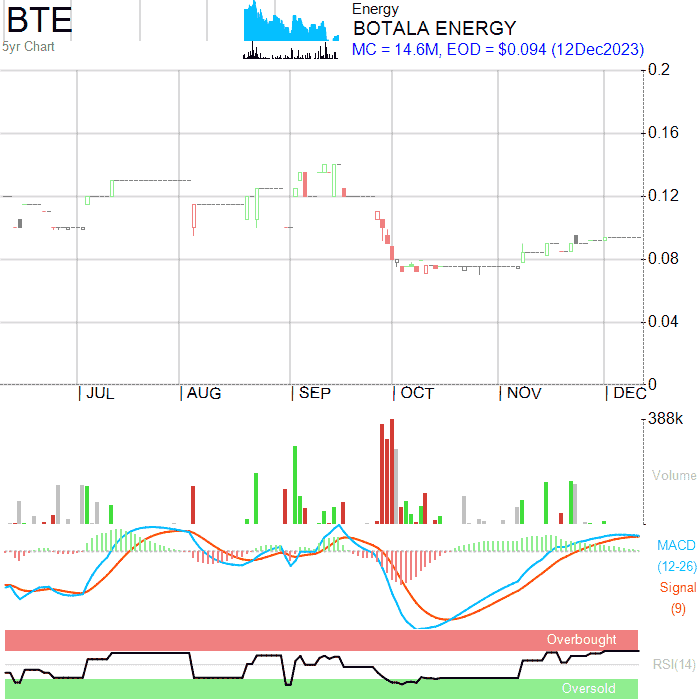 BTE
5yr Chart
Energy
BOTALA ENERGY
MC = 14.6M, EOD = $0.094 (12Dec2023)
0.2
0.16
0.12
0.08
0.04
0
JUL AUG SEP OCT NOV DEC
388k
Volume
MACD
(12-26)
Signal
(9)
Overbought
RSI(14)
Oversold